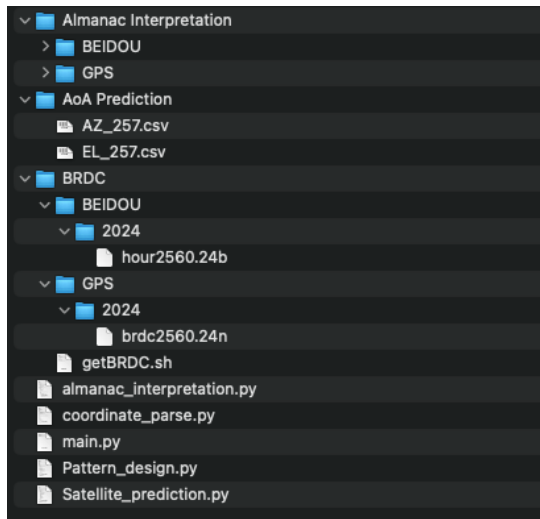 Almanac Interpretation
BEIDOU
GPS
AoA Prediction
AZ_257.csv
EL_257.csv
BRDC
BEIDOU
2024
hour2560.24b
GPS
2024
brdc2560.24n
getBRDC.sh
almanac_interpretation.py
coordinate_parse.py
main.py
Pattern_design.py
Satellite_prediction.py